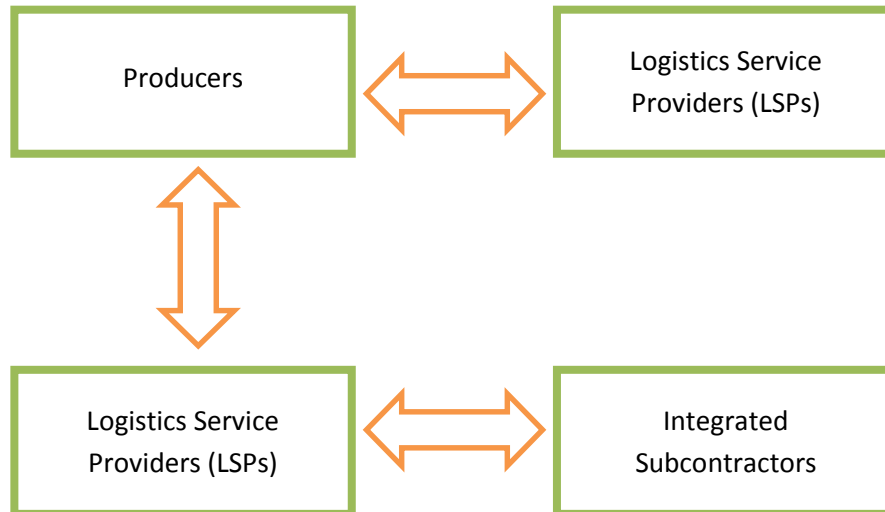 Producers
Logistics Service
Providers (LSPs)
Logistics Service
Providers (LSPs)
Integrated
Subcontractors